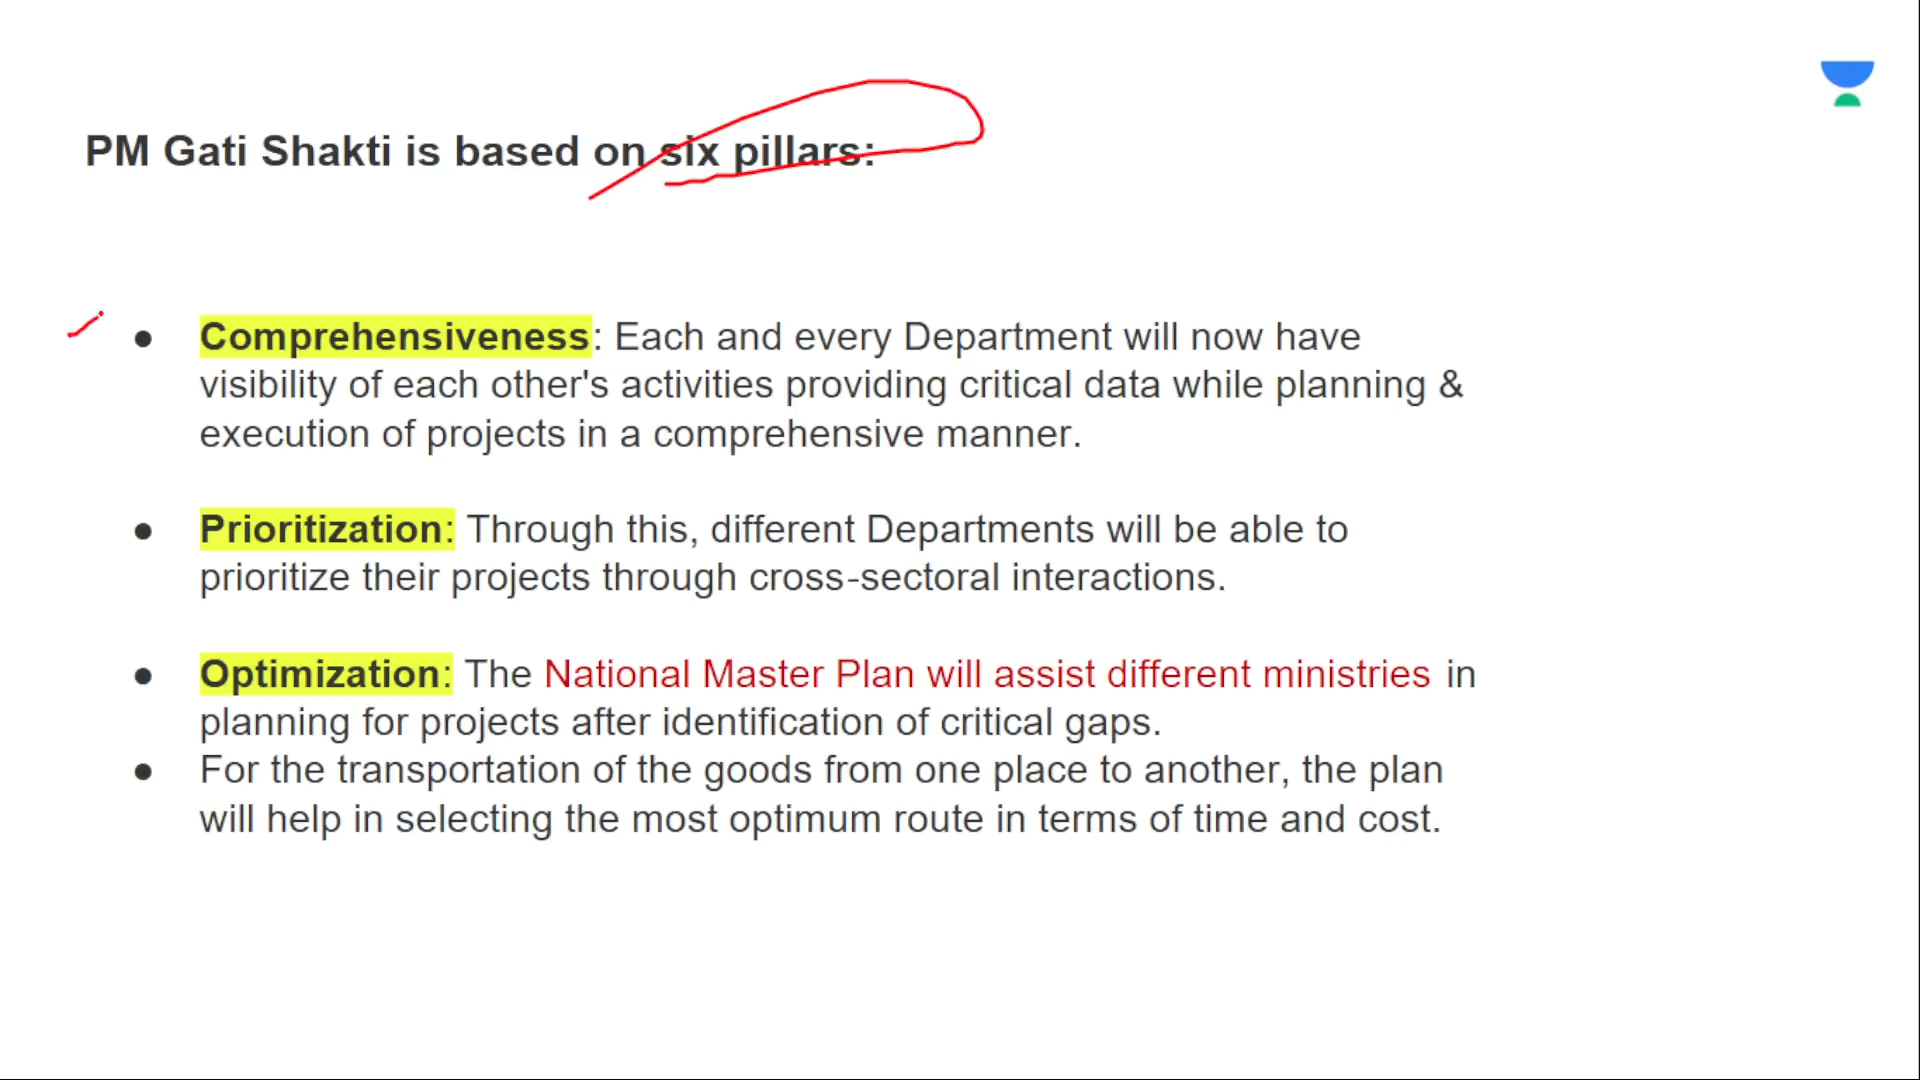 PM Gati Shakti is based on six pillars:
● Comprehensiveness: Each and every Department will now have
visibility of each other's activities providing critical data while planning &
execution of projects in a comprehensive manner.
● Prioritization: Through this, different Departments will be able to
prioritize their projects through cross-sectoral interactions.
● Optimization: The National Master Plan will assist different ministries in
planning for projects after identification of critical gaps.
● For the transportation of the goods from one place to another, the plan
will help in selecting the most optimum route in terms of time and cost.